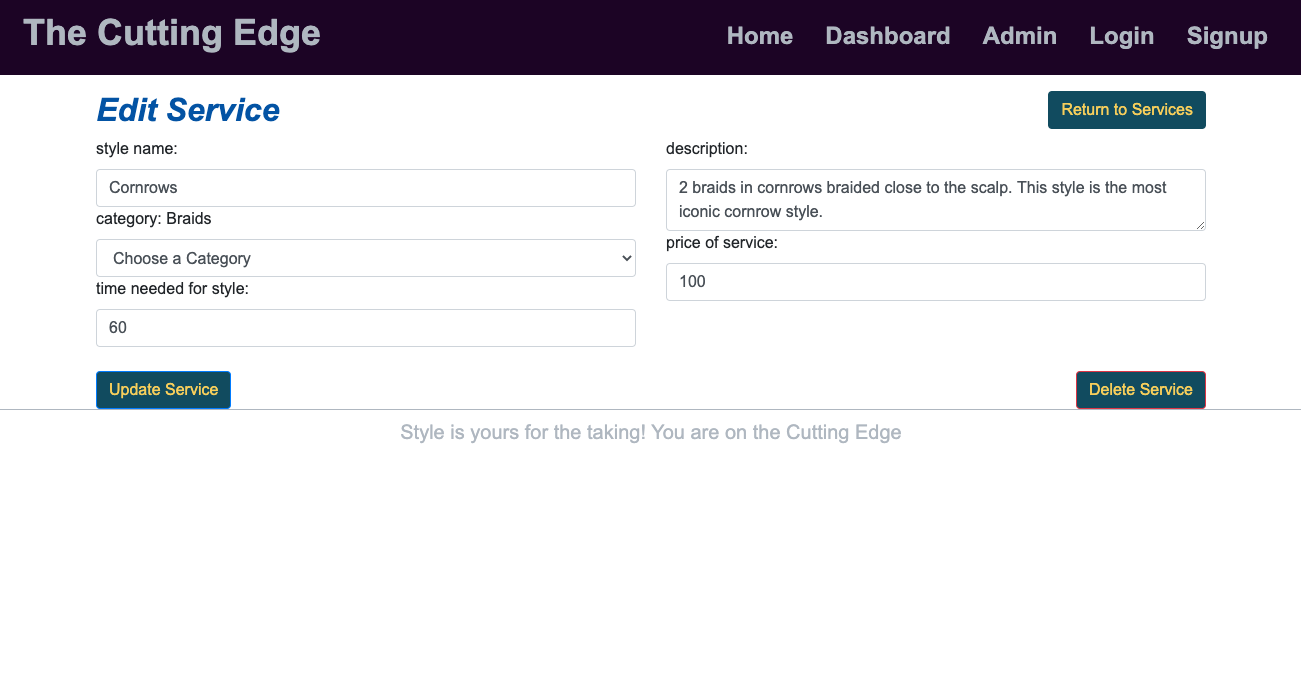 The Cutting Edge
Home Dashboard Admin Login Signup
Edit Service
Return to Services
style name:
Cornrows
category: Braids
Choose a Category
time needed for style:
60
description:
2 braids in cornrows braided close to the scalp. This style is the most
iconic cornrow style.
price of service:
100
Update Service
Delete Service
Style is yours for the taking! You are on the Cutting Edge